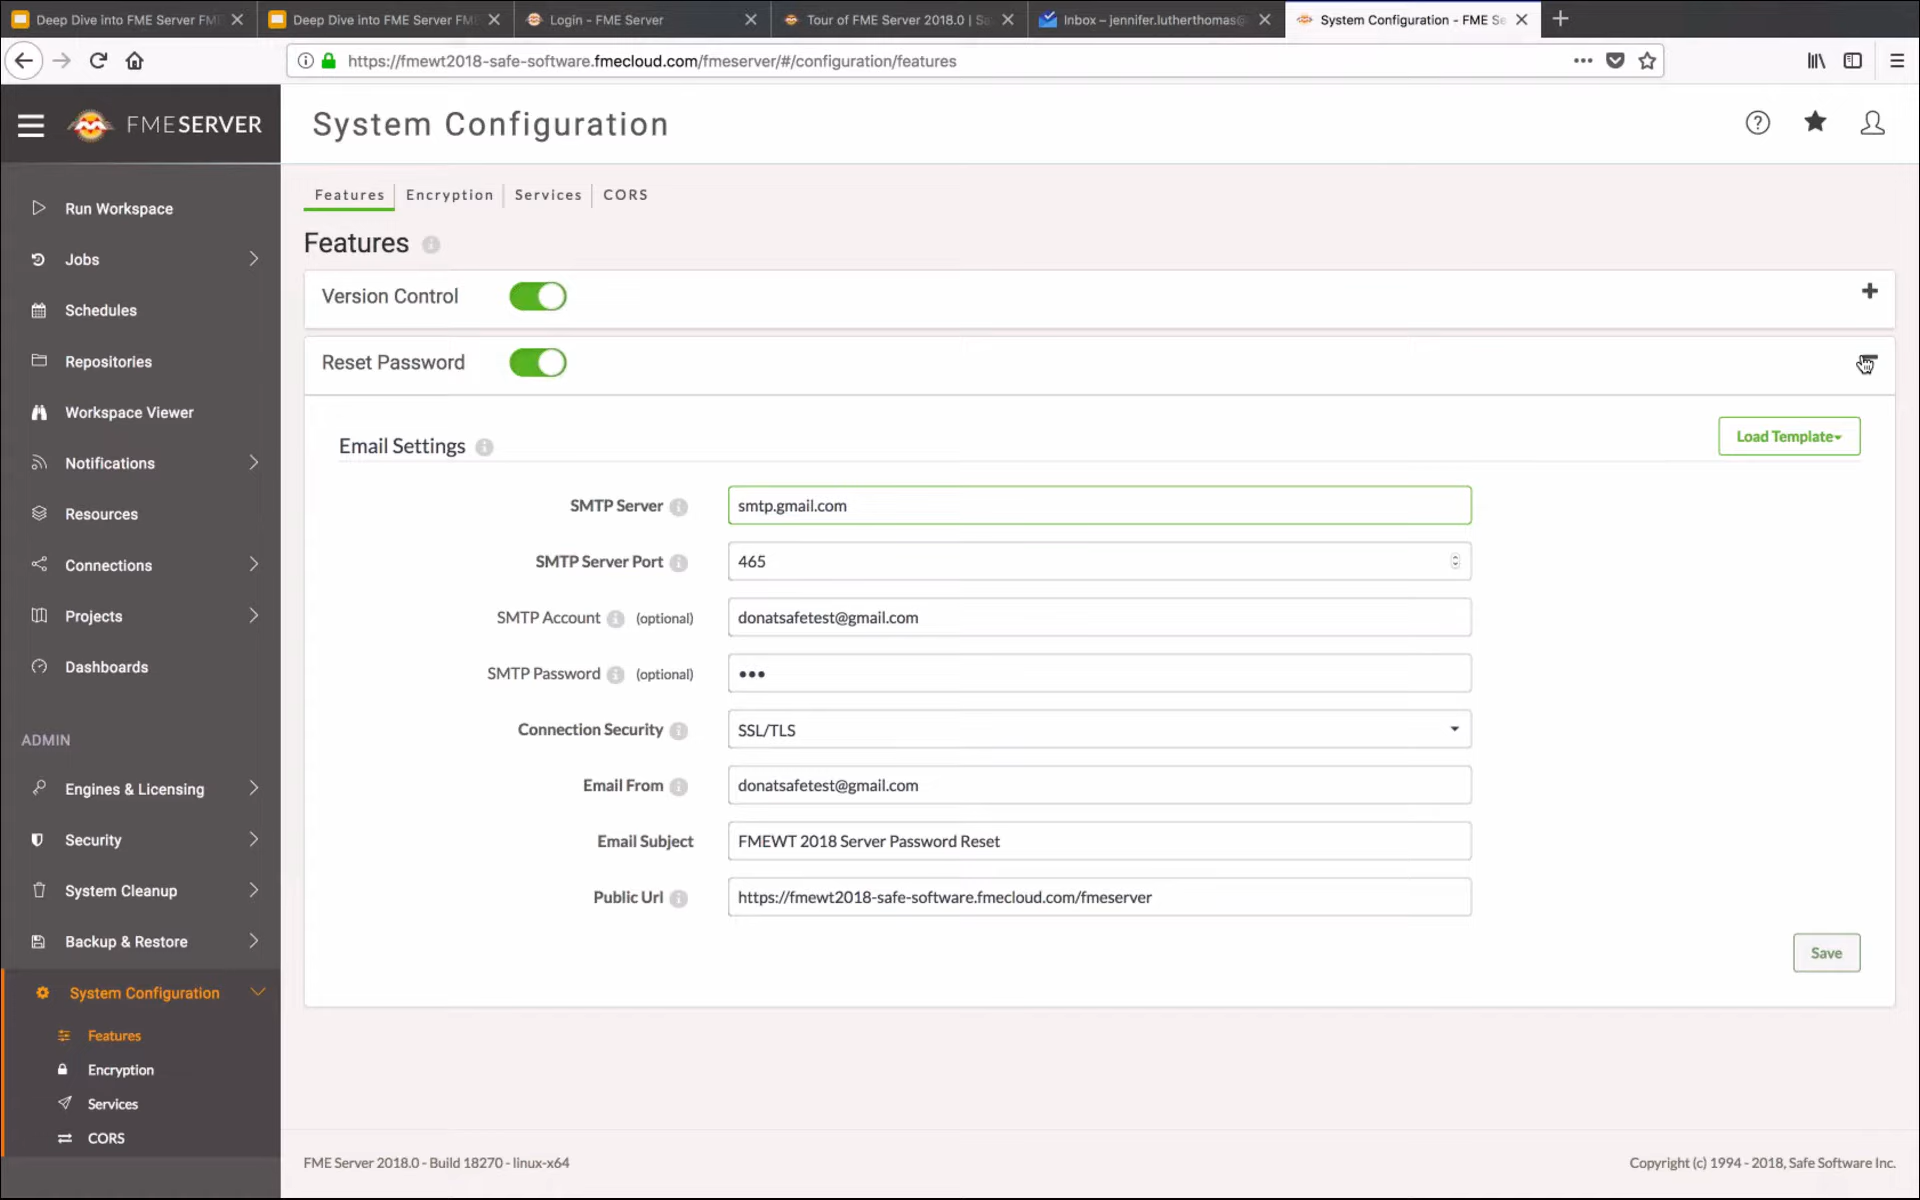 Deep Dive into FME Server FM
Deep Dive into FME Server FM
Login - FME Server
Tour of FME Server 2018.0 | Sa
Inbox – jennifer.lutherthomas@
System Configuration - FME Se
https://fmewt2018-safe-software.fmecloud.com/fmeserver/#/configuration/features
FMESERVER
System Configuration
Run Workspace
Jobs
Schedules
Repositories
Workspace Viewer
Notifications
Resources
Connections
Projects
Dashboards
ADMIN
Engines & Licensing
Security
System Cleanup
Backup & Restore
System Configuration
Features
Encryption
Services
CORS
Features
Encryption
Services
CORS
Features
Version Control
Reset Password
Email Settings
Load Template
SMTP Server
smtp.gmail.com
SMTP Server Port
465
SMTP Account (optional)
donatsafetest@gmail.com
SMTP Password (optional)
•••
Connection Security
SSL/TLS
Email From
donatsafetest@gmail.com
Email Subject
FMEWT 2018 Server Password Reset
Public Url
https://fmewt2018-safe-software.fmecloud.com/fmeserver
Save
FME Server 2018.0 - Build 18270 - linux-x64
Copyright (c) 1994 - 2018, Safe Software Inc.